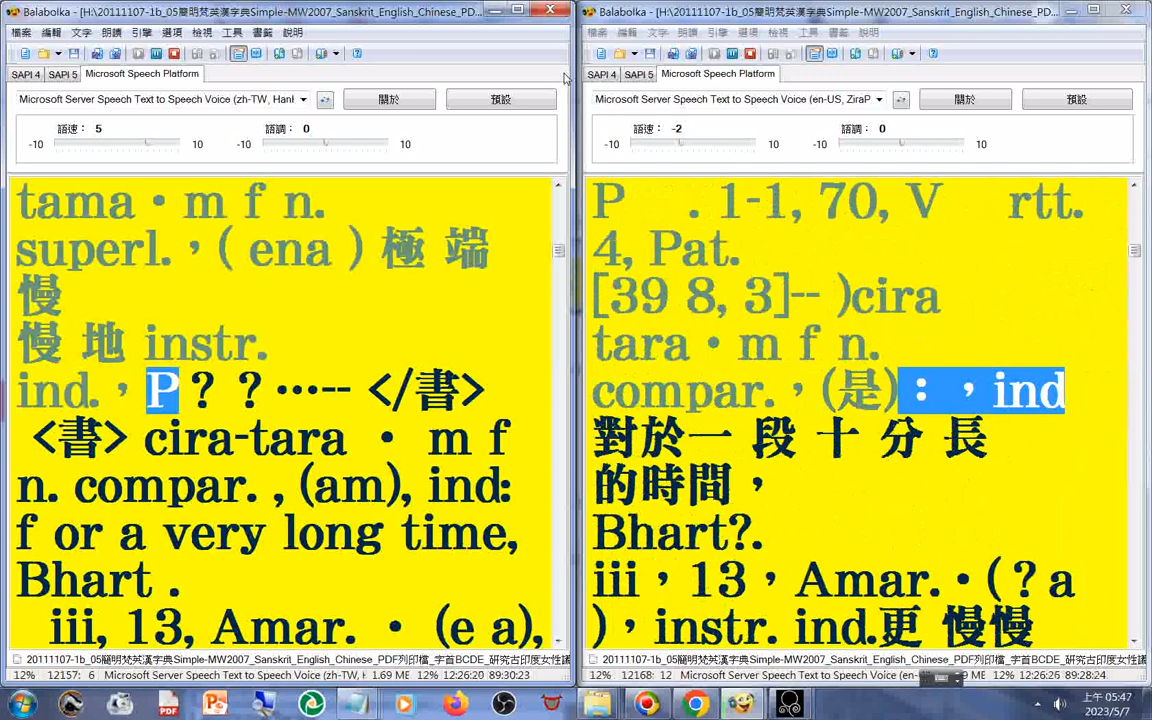 Balabolka - [H:\20111107-1b_05簡明梵英漢字典Simple-MW2007_Sanskrit_English_Chinese_PD...
檔案 編輯 文字 朗讀 引擎 選項 檢視 工具 書籤 說明
SAPI 4 SAPI 5 Microsoft Speech Platform
Microsoft Server Speech Text to Speech Voice (zh-TW, Hanl
關於 預設
語速： 5 語調： 0
-10 10 -10 10
tama • m f n.
superl.，( ena ) 極 端
慢
慢 地 instr.
ind.，P？？…-- </書>
<書> cira-tara • m f
n. compar. , (am), ind:
f or a very long time,
Bhart .
iii, 13, Amar. • (e a),
20111107-1b_05簡明梵英漢字典Simple-MW2007_Sanskrit_English_Chinese_PDF列印檔_字首BCDE_研究古印度女性議
12% 12157: 6 Microsoft Server Speech Text to Speech Voice (zh-TW, H 1.69 ME 12% 12:26:20 89:30:23
Balabolka - [H:\20111107-1b_05簡明梵英漢字典Simple-MW2007_Sanskrit_English_Chinese_PD...
檔案 編輯 文字 朗讀 引擎 選項 檢視 工具 書籤 說明
SAPI 4 SAPI 5 Microsoft Speech Platform
Microsoft Server Speech Text to Speech Voice (en-US, ZiraP
關於 預設
語速： -2 語調： 0
-10 10 -10 10
P . 1-1, 70, V rtt.
4, Pat.
[39 8, 3]-- )cira
tara • m f n.
compar.，(是)：，ind
對於一 段 十 分 長
的時間，
Bhart?.
iii，13，Amar.•(？a
)，instr. ind.更 慢慢
20111107-1b_05簡明梵英漢字典Simple-MW2007_Sanskrit_English_Chinese_PDF列印檔_字首BCDE_研究古印度女性議
12% 12168: 12 Microsoft Server Speech Text to Speech Voice (en-US, ME 12% 12:26:26 89:28:24
上午 05:47
2023/5/7